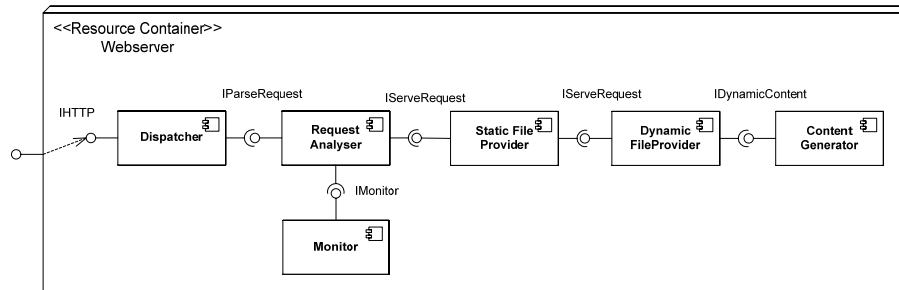 <<Resource Container>>
Webserver
IHTTP
IParseRequest
IServeRequest
IServeRequest
IDynamicContent
Dispatcher
Request
Analyser
Static File
Provider
Dynamic
FileProvider
Content
Generator
IMonitor
Monitor